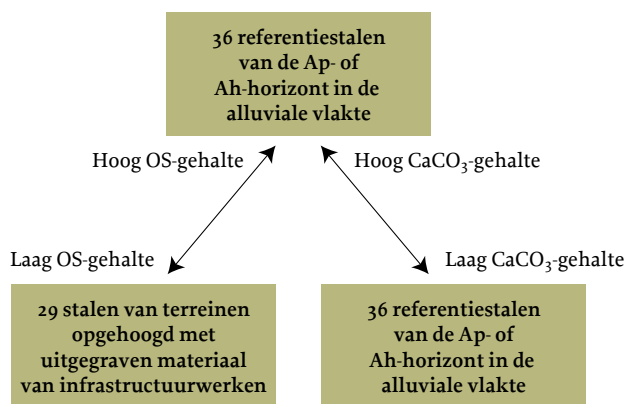 36 referentiestalen
van de Ap- of
Ah-horizont in de
alluviale vlakte
Hoog OS-gehalte
Hoog CaCO₃-gehalte
Laag OS-gehalte
Laag CaCO₃-gehalte
29 stalen van terreinen
opgehoogd met
uitgegraven materiaal
van infrastructuurwerken
36 referentiestalen
van de Ap- of
Ah-horizont in de
alluviale vlakte